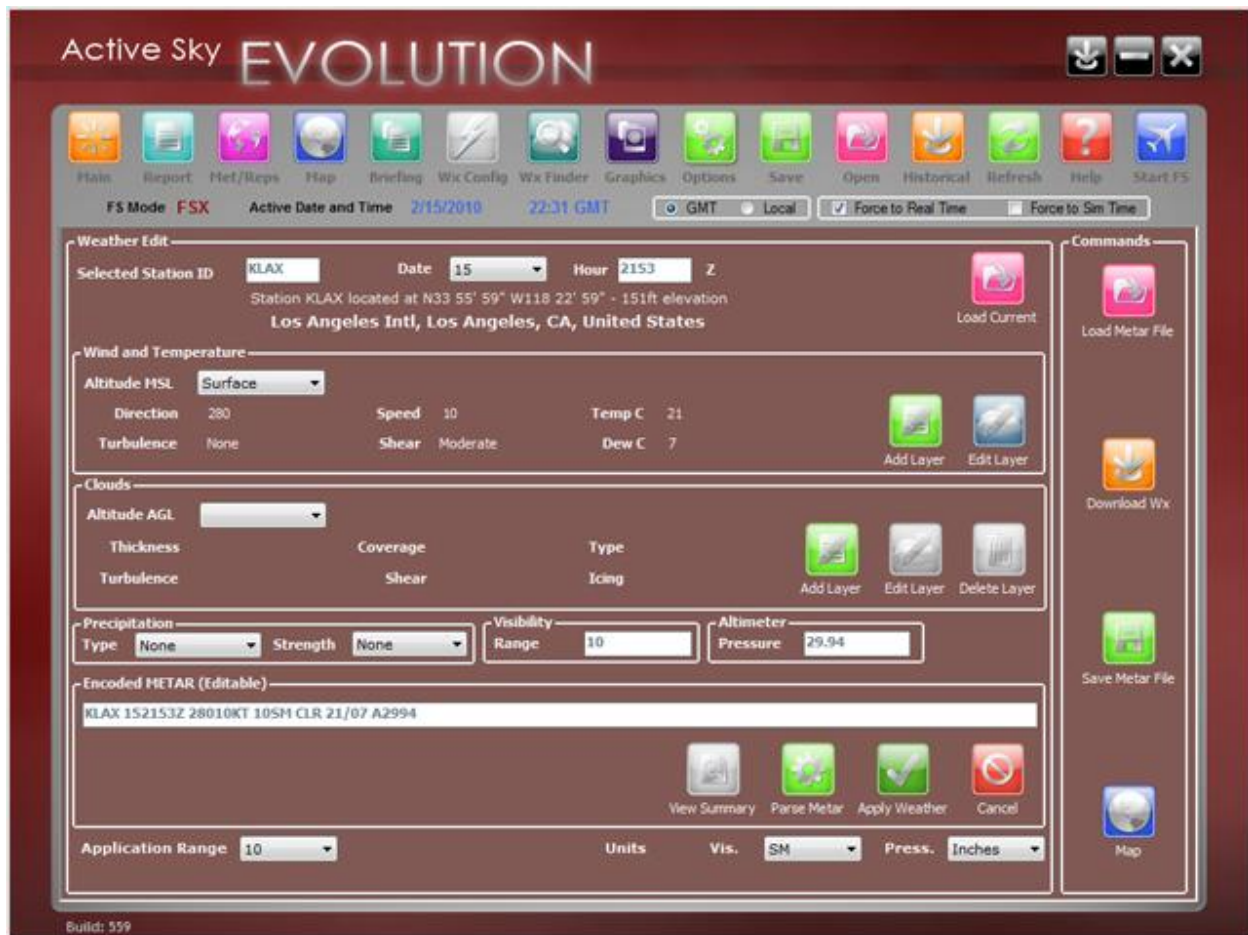 Active Sky EVOLUTION
Main Report Met/Reps Map Briefing Wx Config Wx Finder Graphics Options Save Open Historical Refresh Help Start FS
FS Mode FSX Active Date and Time 2/15/2010 22:31 GMT GMT Local Force to Real Time Force to Sim Time
Weather Edit Commands
Selected Station ID KLAX Date 15 Hour 2153 Z
Station KLAX located at N33 55' 59" W118 22' 59" - 151ft elevation
Los Angeles Intl, Los Angeles, CA, United States
Load Current
Load Metar File
Wind and Temperature
Altitude MSL Surface
Direction 280 Speed 10 Temp C 21
Turbulence None Shear Moderate Dew C 7
Add Layer Edit Layer
Clouds
Altitude AGL
Download Wx
Thickness Coverage Type
Turbulence Shear Icing
Add Layer Edit Layer Delete Layer
Precipitation Visibility Altimeter
Type None Strength None Range 10 Pressure 29.94
Encoded METAR (Editable)
Save Metar File
KLAX 152153Z 28010KT 10SM CLR 21/07 A2994
View Summary Parse Metar Apply Weather Cancel
Application Range 10 Units Vis. SM Press. Inches
Map
Build: 559